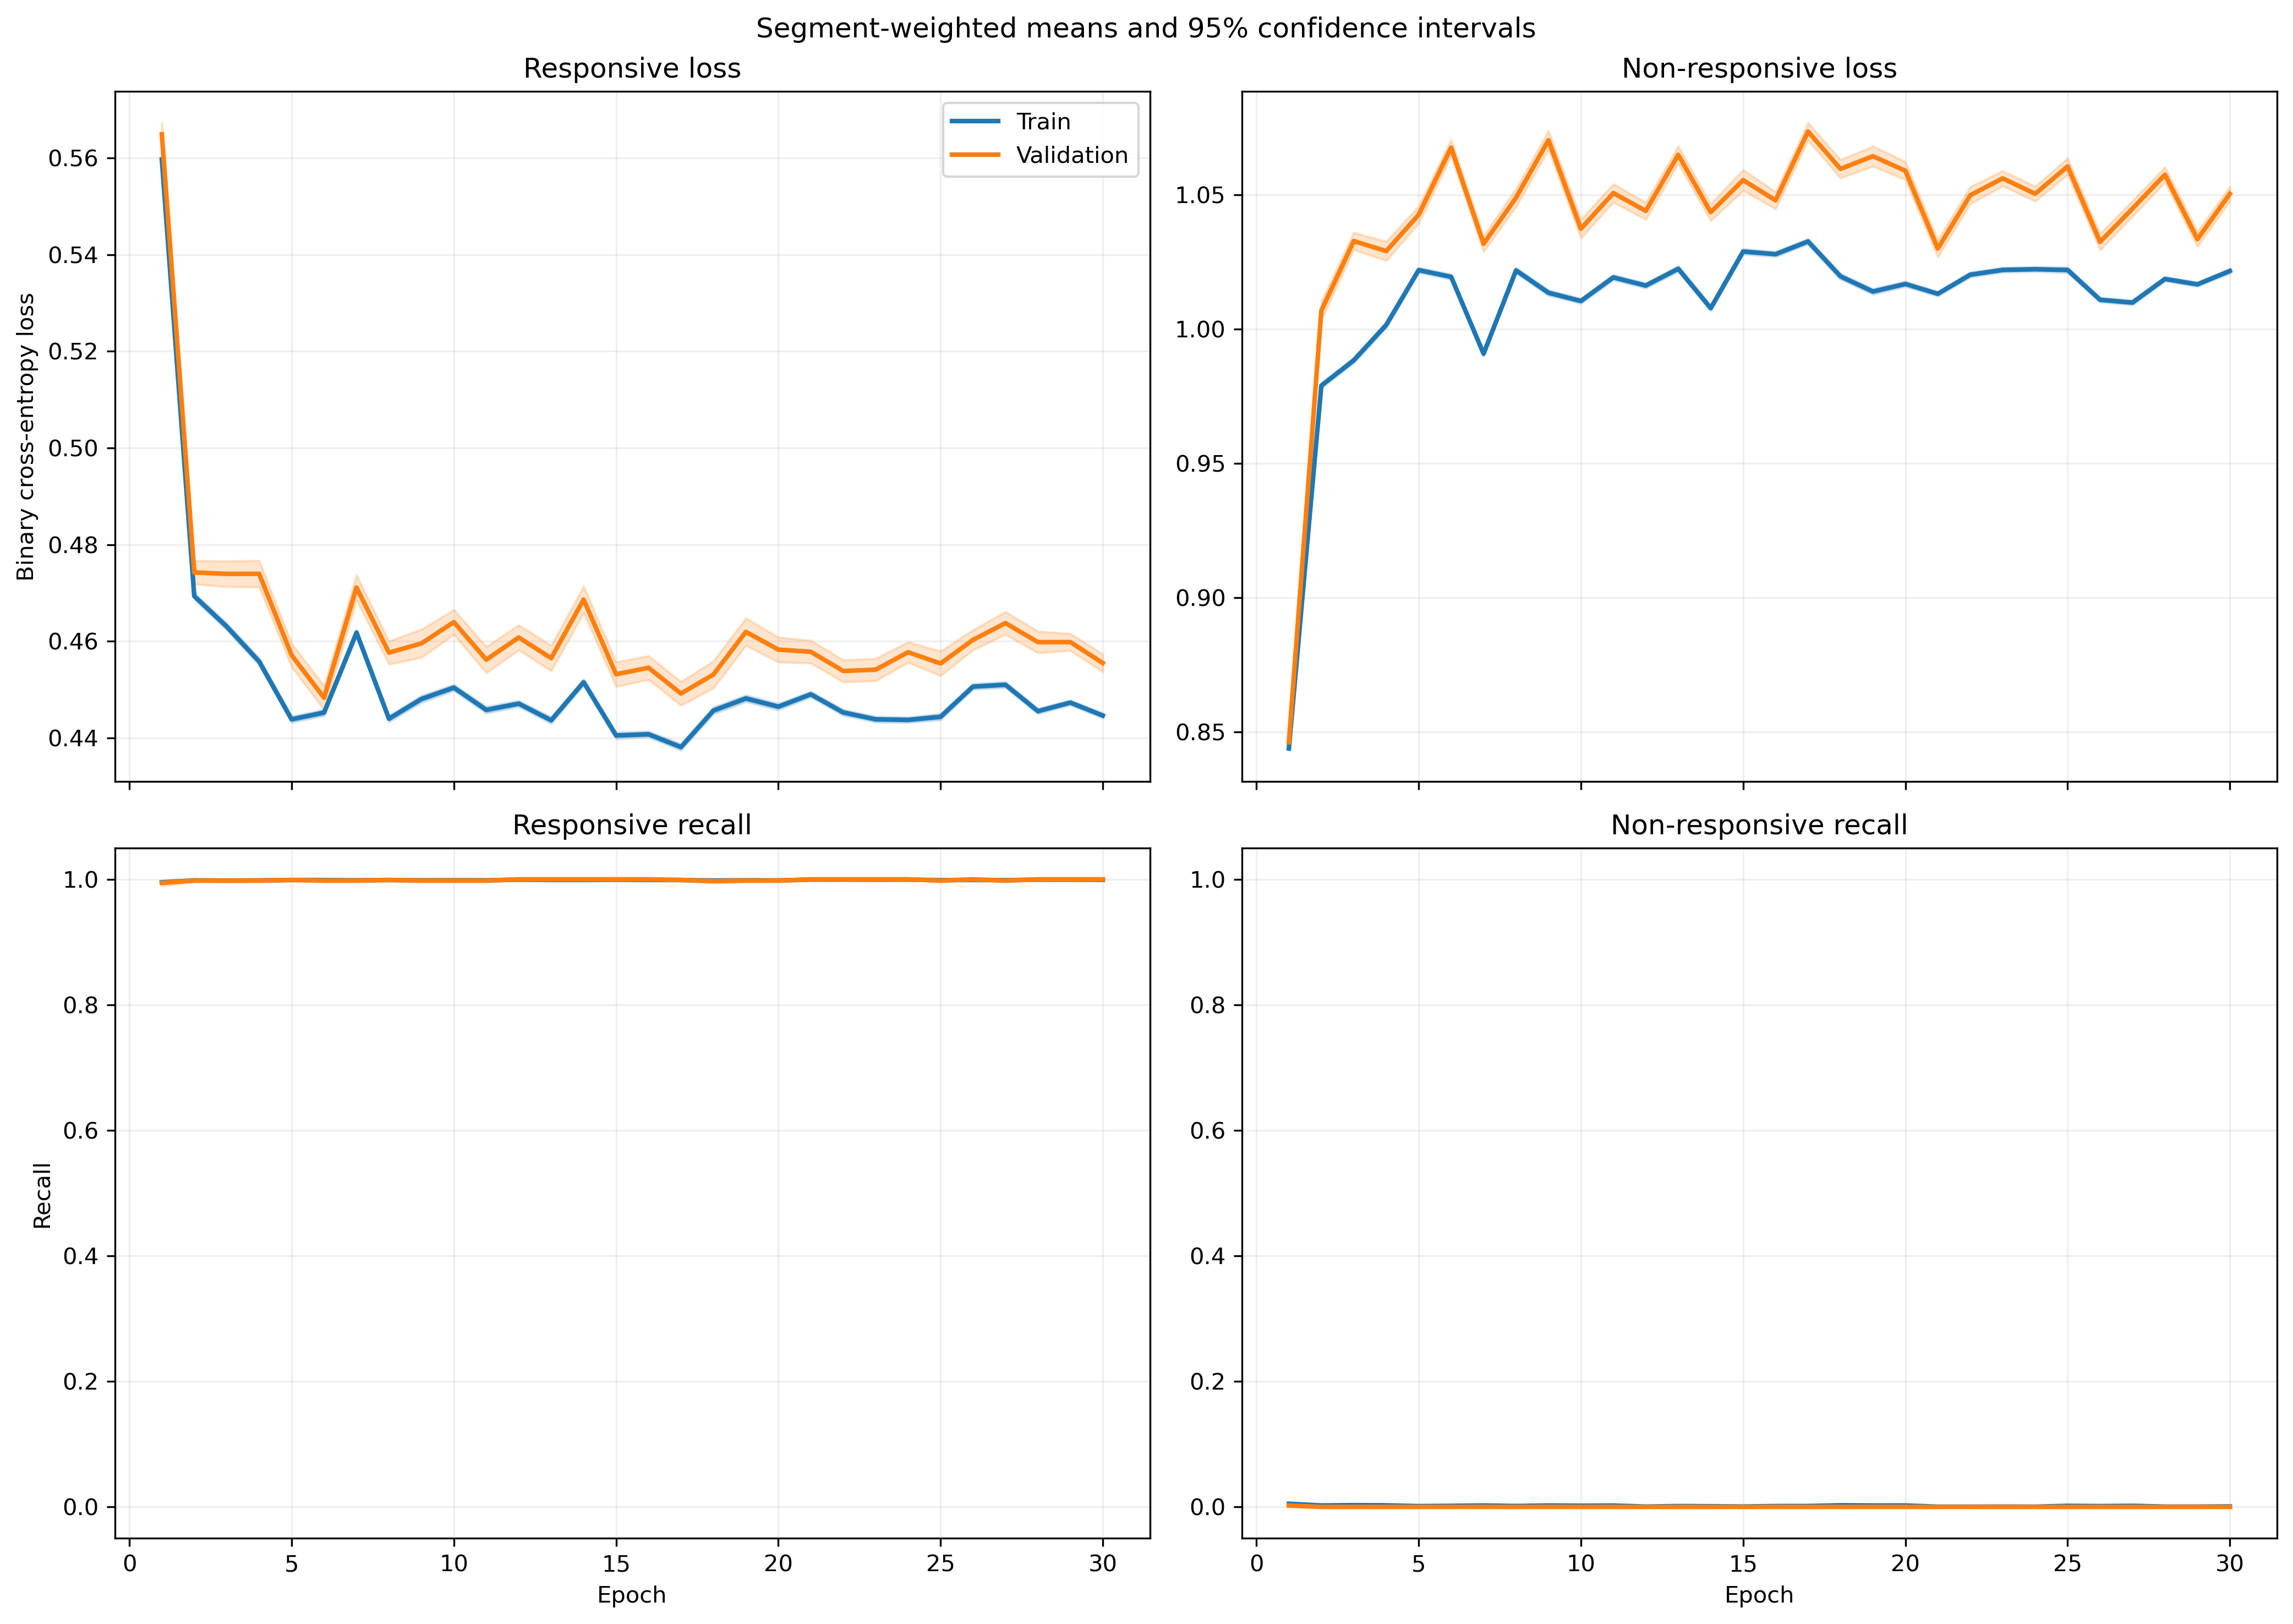 Segment-weighted means and 95% confidence intervals
Responsive loss
Non-responsive loss
Train
Validation
Binary cross-entropy loss
0.56
0.54
0.52
0.50
0.48
0.46
0.44
1.05
1.00
0.95
0.90
0.85
Responsive recall
Non-responsive recall
Recall
1.0
0.8
0.6
0.4
0.2
0.0
1.0
0.8
0.6
0.4
0.2
0.0
0 5 10 15 20 25 30
0 5 10 15 20 25 30
Epoch
Epoch